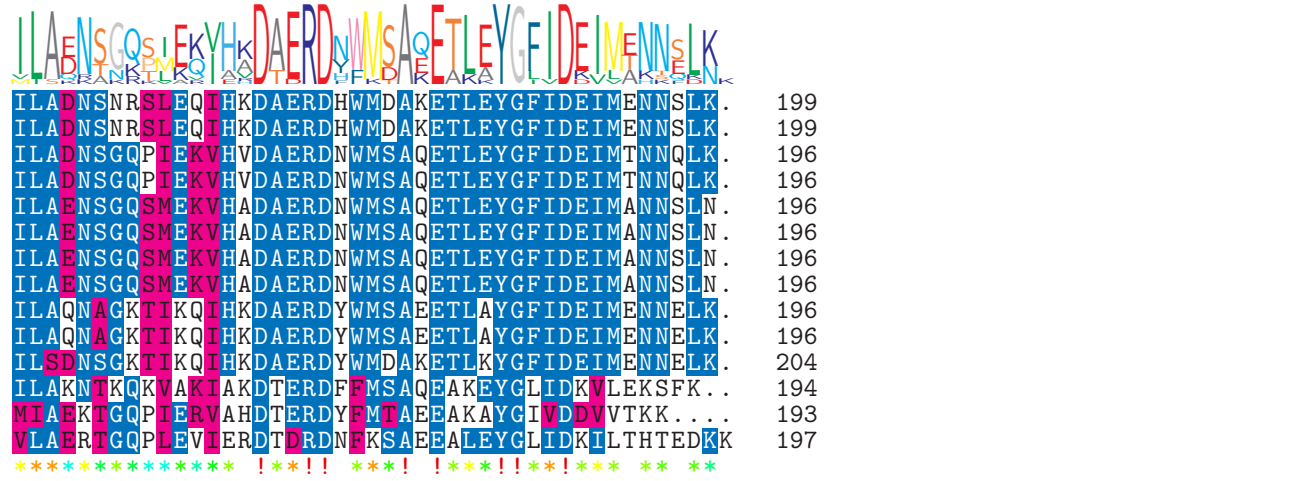 ILADNSNRSLEQIHKDAERDHWMDAKETLEYGFIDEIMENNSLK. 199
ILADNSNRSLEQIHKDAERDHWMDAKETLEYGFIDEIMENNSLK. 199
ILADNSGQPIEKVHVDAERDNWMSAQETLEYGFIDEIMTNNQLK. 196
ILADNSGQPIEKVHVDAERDNWMSAQETLEYGFIDEIMTNNQLK. 196
ILAENSGQSMEKVHADAERDNWMSAQETLEYGFIDEIMANNSLN. 196
ILAENSGQSMEKVHADAERDNWMSAQETLEYGFIDEIMANNSLN. 196
ILAENSGQSMEKVHADAERDNWMSAQETLEYGFIDEIMANNSLN. 196
ILAENSGQSMEKVHADAERDNWMSAQETLEYGFIDEIMANNSLN. 196
ILAQNAGKTIKQIHKDAERDYWMSAEETLAYGFIDEIMENNELK. 196
ILAQNAGKTIKQIHKDAERDYWMSAEETLAYGFIDEIMENNELK. 196
ILSDNSGKTIKQIHKDAERDYWMDAKETLKYGFIDEIMENNELK. 204
ILAKNTKQKVAKIAKDTERDFFMSAQEAKEYGLIDKVLEKSFK.. 194
MIAEKTGQPIERVAHDTERDYFMTAEEAKAYGIVDDVVTKK.... 193
VLAERTGQPLEVIERDTDRDNFKSAEEALEYGLIDKILTHTEDKK 197
************** !**!! ***! !***!!**!*** ** **